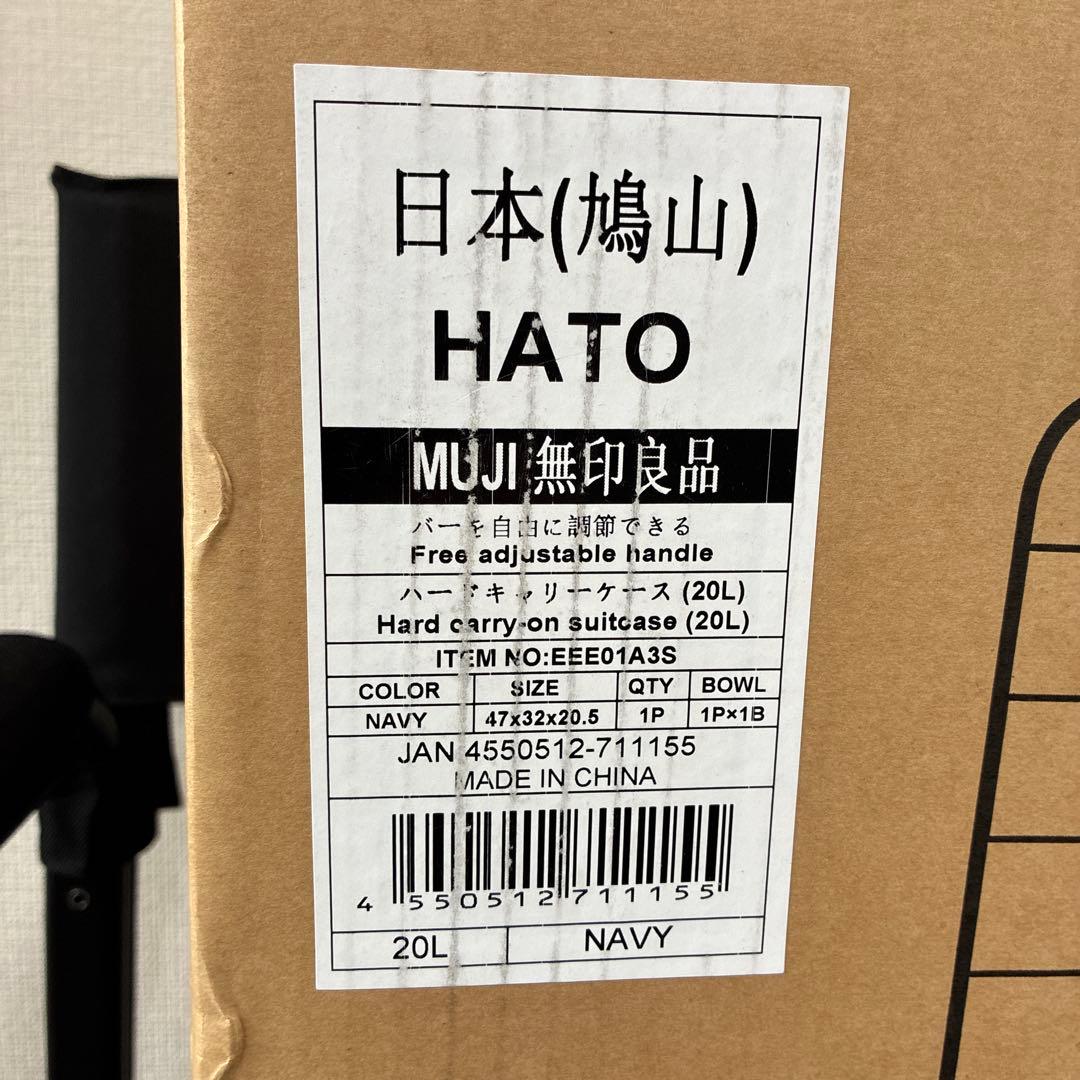 日本(鳩山)
HATO
MUJI 無印良品
バーを自由に調節できる
Free adjustable handle
ハードキャリーケース (20L)
Hard carry-on suitcase (20L)
ITEM NO:EEE01A3S
COLOR SIZE QTY BOWL
NAVY 47x32x20.5 1P 1P×1B
JAN 4550512-711155
MADE IN CHINA
4 550512 711155
20L NAVY